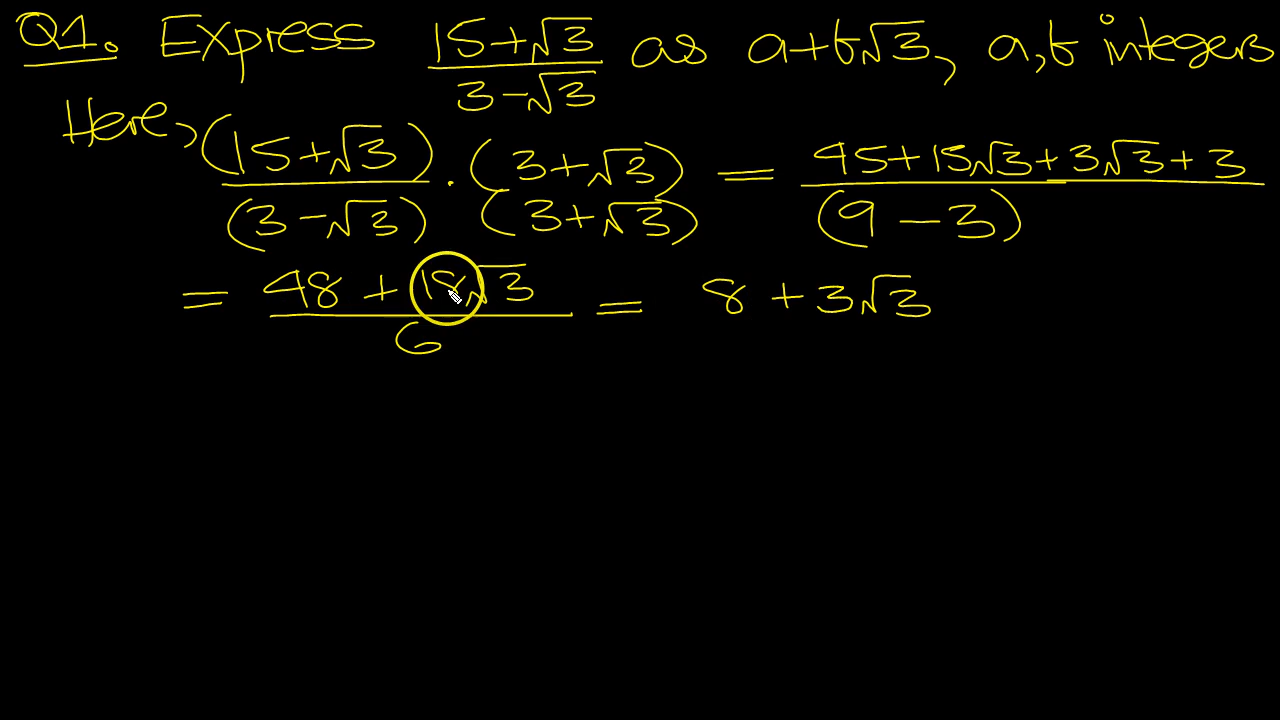 Q1. Express (15+√3)/(3-√3) as a+b√3, a,b integers
Here, (15+√3)/(3-√3) . (3+√3)/(3+√3) = (45+15√3+3√3+3)/(9-3)
= (48+18√3)/6 = 8+3√3